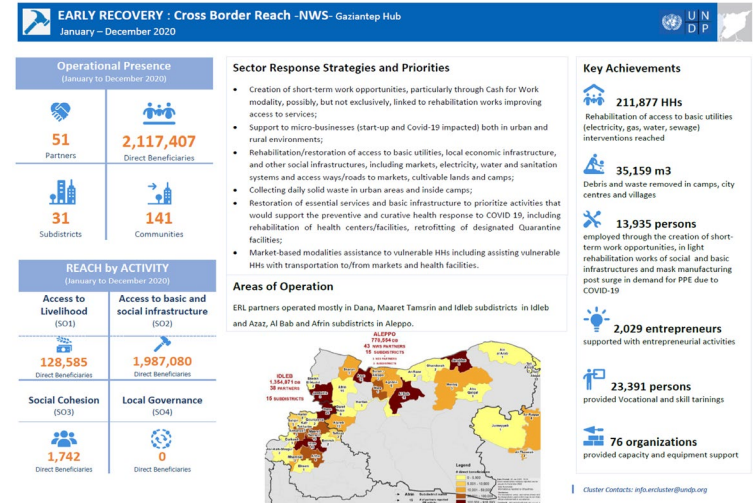 EARLY RECOVERY : Cross Border Reach -NWS- Gaziantep Hub
January – December 2020
U N
D P
Operational Presence
(January to December 2020)
51
Partners
2,117,407
Direct Beneficiaries
31
Subdistricts
141
Communities
REACH by ACTIVITY
(January to December 2020)
Access to
Livelihood
(SO1)
128,585
Direct Beneficiaries
Access to basic and
social infrastructure
(SO2)
1,987,080
Direct Beneficiaries
Social Cohesion
(SO3)
1,742
Direct Beneficiaries
Local Governance
(SO4)
0
Direct Beneficiaries
Sector Response Strategies and Priorities
• Creation of short-term work opportunities, particularly through Cash for Work
modality, possibly, but not exclusively, linked to rehabilitation works improving
access to services;
• Support to micro-businesses (start-up and Covid-19 impacted) both in urban and
rural environments;
• Rehabilitation/restoration of access to basic utilities, local economic infrastructure,
and other social infrastructures, including markets, electricity, water and sanitation
systems and access ways/roads to markets, cultivable lands and camps;
• Collecting daily solid waste in urban areas and inside camps;
• Restoration of essential services and basic infrastructure to prioritize activities that
would support the preventive and curative health response to COVID 19, including
rehabilitation of health centers/facilities, retrofitting of designated Quarantine
facilities;
• Market-based modalities assistance to vulnerable HHs including assisting vulnerable
HHs with transportation to/from markets and health facilities.
Areas of Operation
ERL partners operated mostly in Dana, Maaret Tamsrin and Idleb subdistricts in Idleb
and Azaz, Al Bab and Afrin subdistricts in Aleppo.
ALEPPO
43
15 SUBDISTRICTS
IDLEB
38 PARTNERS
15 SUBDISTRICTS
Legend
Key Achievements
211,877 HHs
Rehabilitation of access to basic utilities
(electricity, gas, water, sewage)
interventions reached
35,159 m3
Debris and waste removed in camps, city
centres and villages
13,935 persons
employed through the creation of short-
term work opportunities, in light
rehabilitation works of social and basic
infrastructures and mask manufacturing
post surge in demand for PPE due to
COVID-19
2,029 entrepreneurs
supported with entrepreneurial activities
23,391 persons
provided Vocational and skill tarinings
76 organizations
provided capacity and equipment support
Cluster Contacts: info.ercluster@undp.org